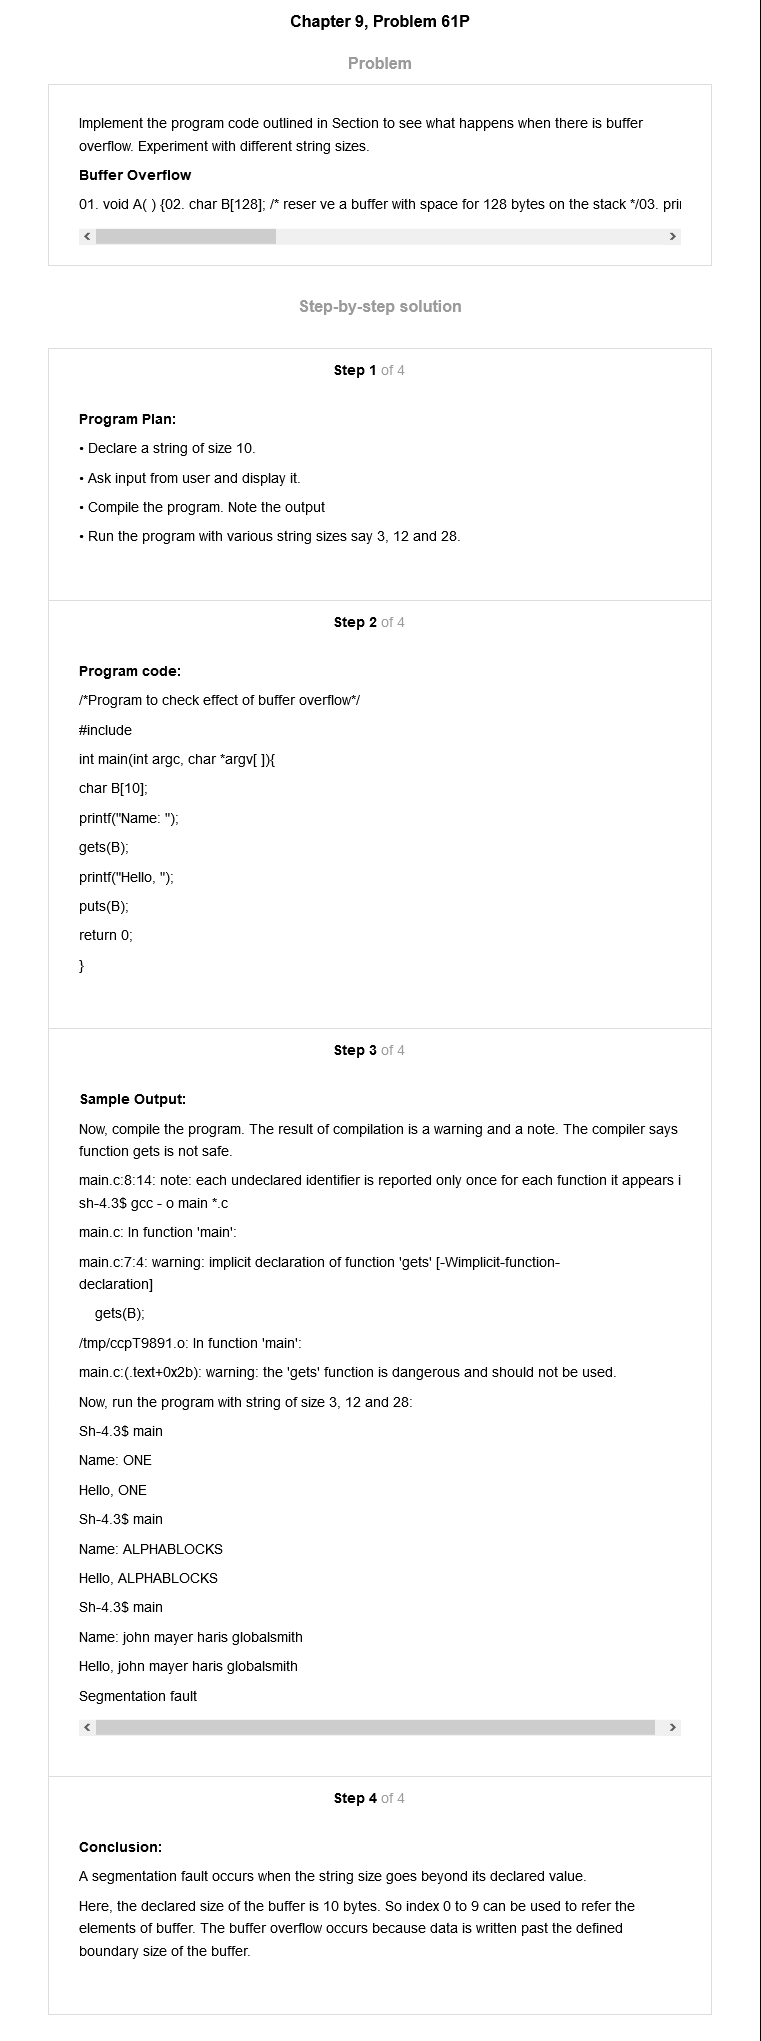 Chapter 9, Problem 61P
Problem
Implement the program code outlined in Section to see what happens when there is buffer
overflow. Experiment with different string sizes.
Buffer Overflow
01. void A( ) {02. char B[128]; /* reser ve a buffer with space for 128 bytes on the stack */03. prin
Step-by-step solution
Step 1 of 4
Program Plan:
• Declare a string of size 10.
• Ask input from user and display it.
• Compile the program. Note the output
• Run the program with various string sizes say 3, 12 and 28.
Step 2 of 4
Program code:
/*Program to check effect of buffer overflow*/
#include
int main(int argc, char *argv[ ]){
char B[10];
printf("Name: ");
gets(B);
printf("Hello, ");
puts(B);
return 0;
}
Step 3 of 4
Sample Output:
Now, compile the program. The result of compilation is a warning and a note. The compiler says
function gets is not safe.
main.c:8:14: note: each undeclared identifier is reported only once for each function it appears i
sh-4.3$ gcc - o main *.c
main.c: In function 'main':
main.c:7:4: warning: implicit declaration of function 'gets' [-Wimplicit-function-
declaration]
gets(B);
/tmp/ccpT9891.o: In function 'main':
main.c:(.text+0x2b): warning: the 'gets' function is dangerous and should not be used.
Now, run the program with string of size 3, 12 and 28:
Sh-4.3$ main
Name: ONE
Hello, ONE
Sh-4.3$ main
Name: ALPHABLOCKS
Hello, ALPHABLOCKS
Sh-4.3$ main
Name: john mayer haris globalsmith
Hello, john mayer haris globalsmith
Segmentation fault
Step 4 of 4
Conclusion:
A segmentation fault occurs when the string size goes beyond its declared value.
Here, the declared size of the buffer is 10 bytes. So index 0 to 9 can be used to refer the
elements of buffer. The buffer overflow occurs because data is written past the defined
boundary size of the buffer.